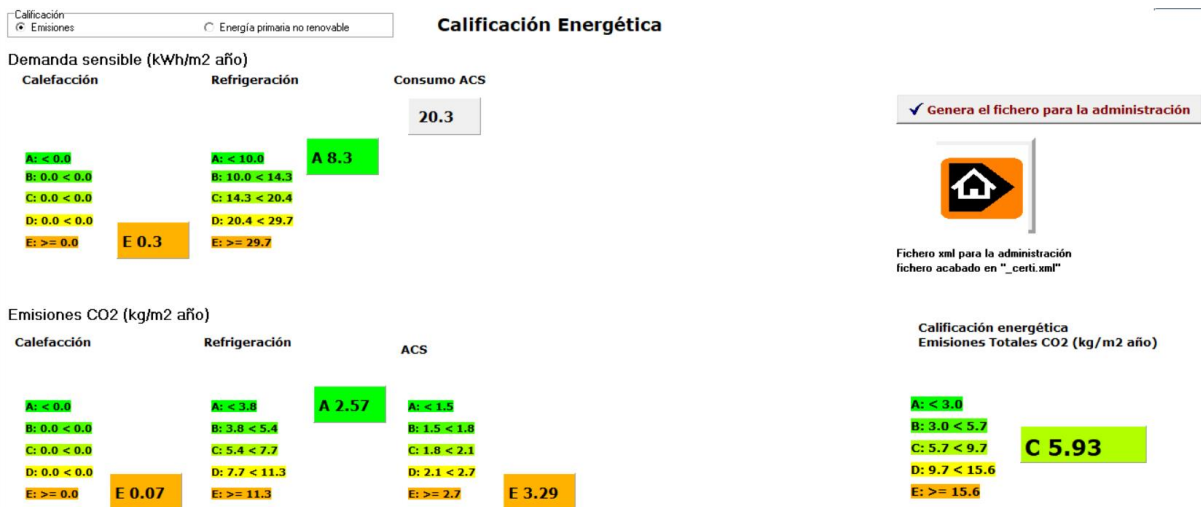 Calificación
Emisiones
Energía primaria no renovable
Calificación Energética
Demanda sensible (kWh/m2 año)
Calefacción
Refrigeración
Consumo ACS
20.3
Genera el fichero para la administración
A: < 0.0
B: 0.0 < 0.0
C: 0.0 < 0.0
D: 0.0 < 0.0
E: >= 0.0
E 0.3
A: < 10.0
B: 10.0 < 14.3
C: 14.3 < 20.4
D: 20.4 < 29.7
E: >= 29.7
A 8.3
Fichero xml para la administración
fichero acabado en "_certi.xml"
Emisiones CO2 (kg/m2 año)
Calefacción
Refrigeración
ACS
Calificación energética
Emisiones Totales CO2 (kg/m2 año)
A: < 0.0
B: 0.0 < 0.0
C: 0.0 < 0.0
D: 0.0 < 0.0
E: >= 0.0
E 0.07
A: < 3.8
B: 3.8 < 5.4
C: 5.4 < 7.7
D: 7.7 < 11.3
E: >= 11.3
A 2.57
A: < 1.5
B: 1.5 < 1.8
C: 1.8 < 2.1
D: 2.1 < 2.7
E: >= 2.7
E 3.29
A: < 3.0
B: 3.0 < 5.7
C: 5.7 < 9.7
D: 9.7 < 15.6
E: >= 15.6
C 5.93